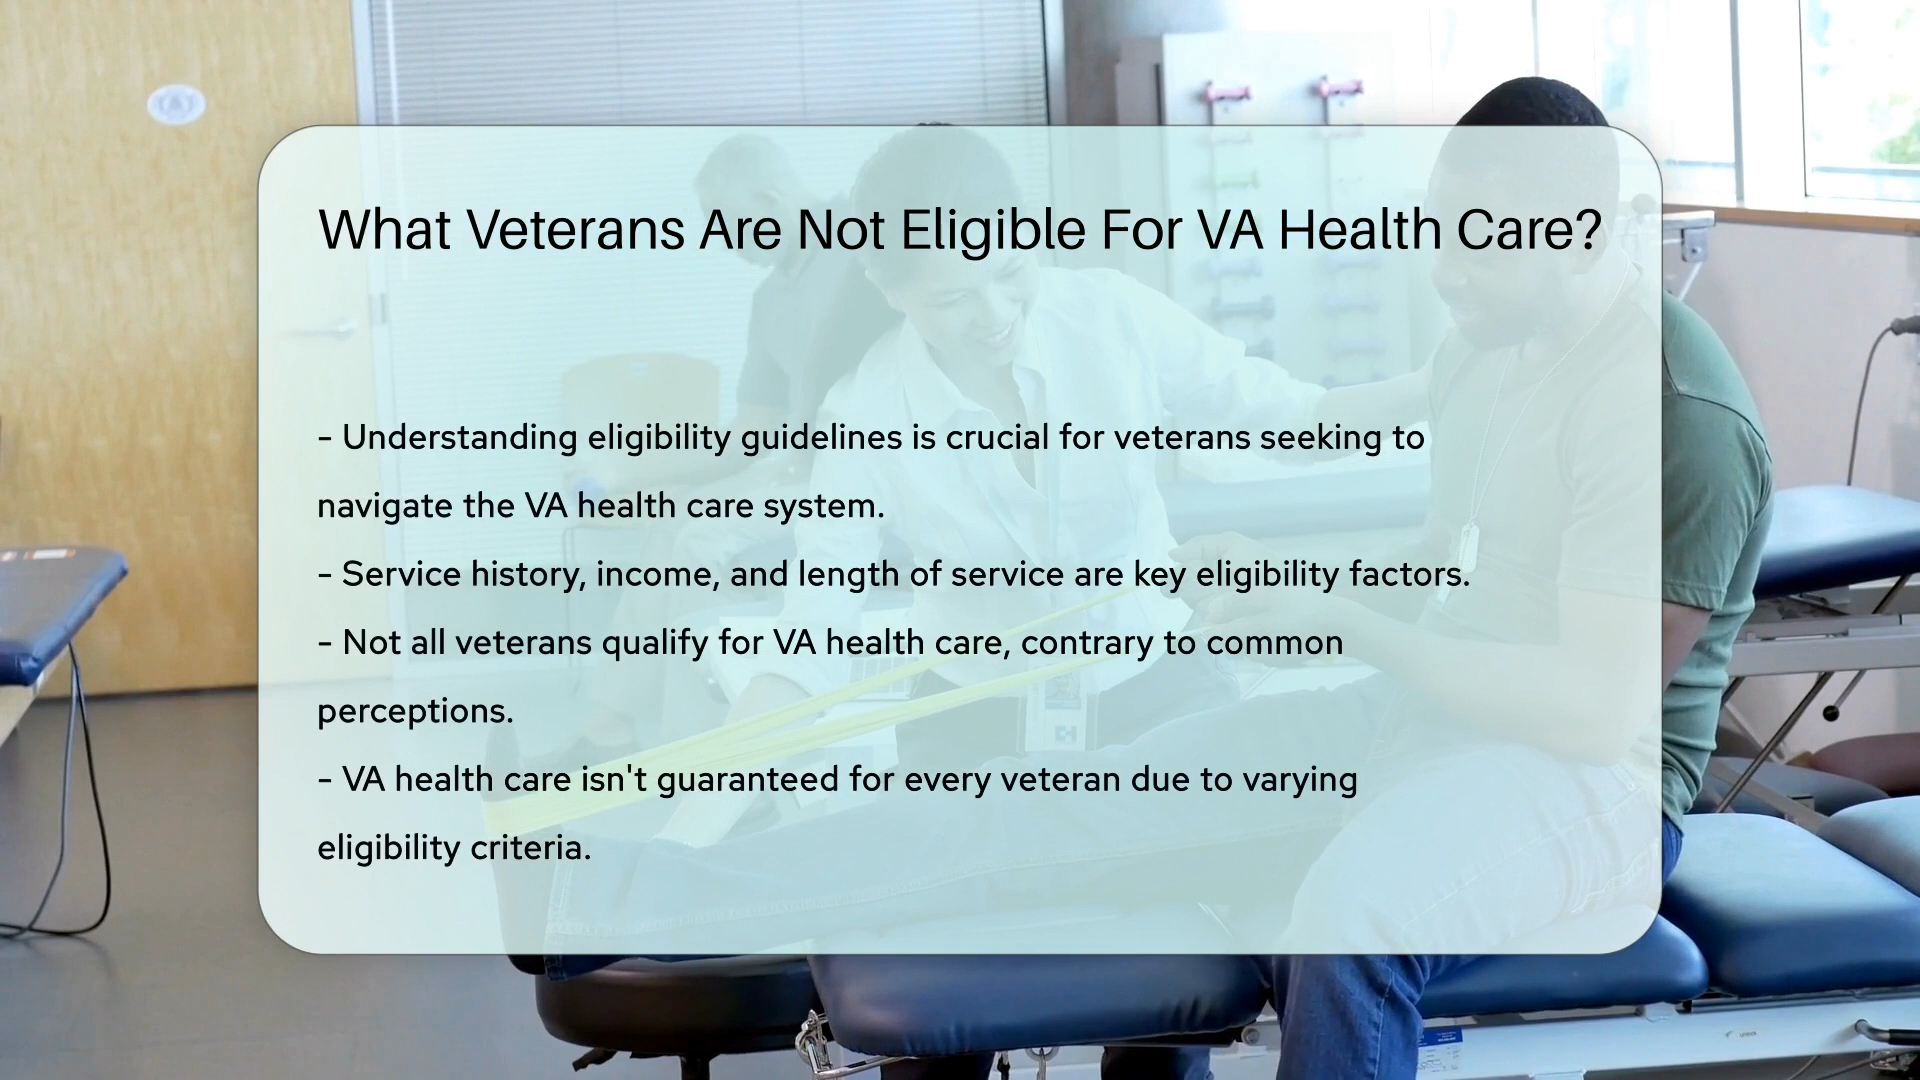 What Veterans Are Not Eligible For VA Health Care?
- Understanding eligibility guidelines is crucial for veterans seeking to
navigate the VA health care system.
- Service history, income, and length of service are key eligibility factors.
- Not all veterans qualify for VA health care, contrary to common
perceptions.
- VA health care isn't guaranteed for every veteran due to varying
eligibility criteria.